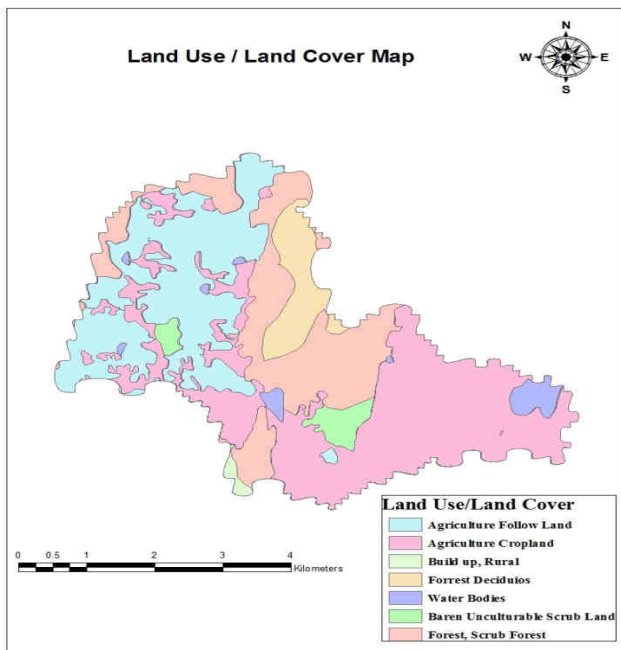 Land Use / Land Cover Map
N
W E
S
Land Use/Land Cover
Agriculture Follow Land
Agriculture Cropland
Build up, Rural
Forrest Deciduios
Water Bodies
Baren Unculturable Scrub Land
Forest, Scrub Forest
0 0.5 1 2 3 4
Kilometers